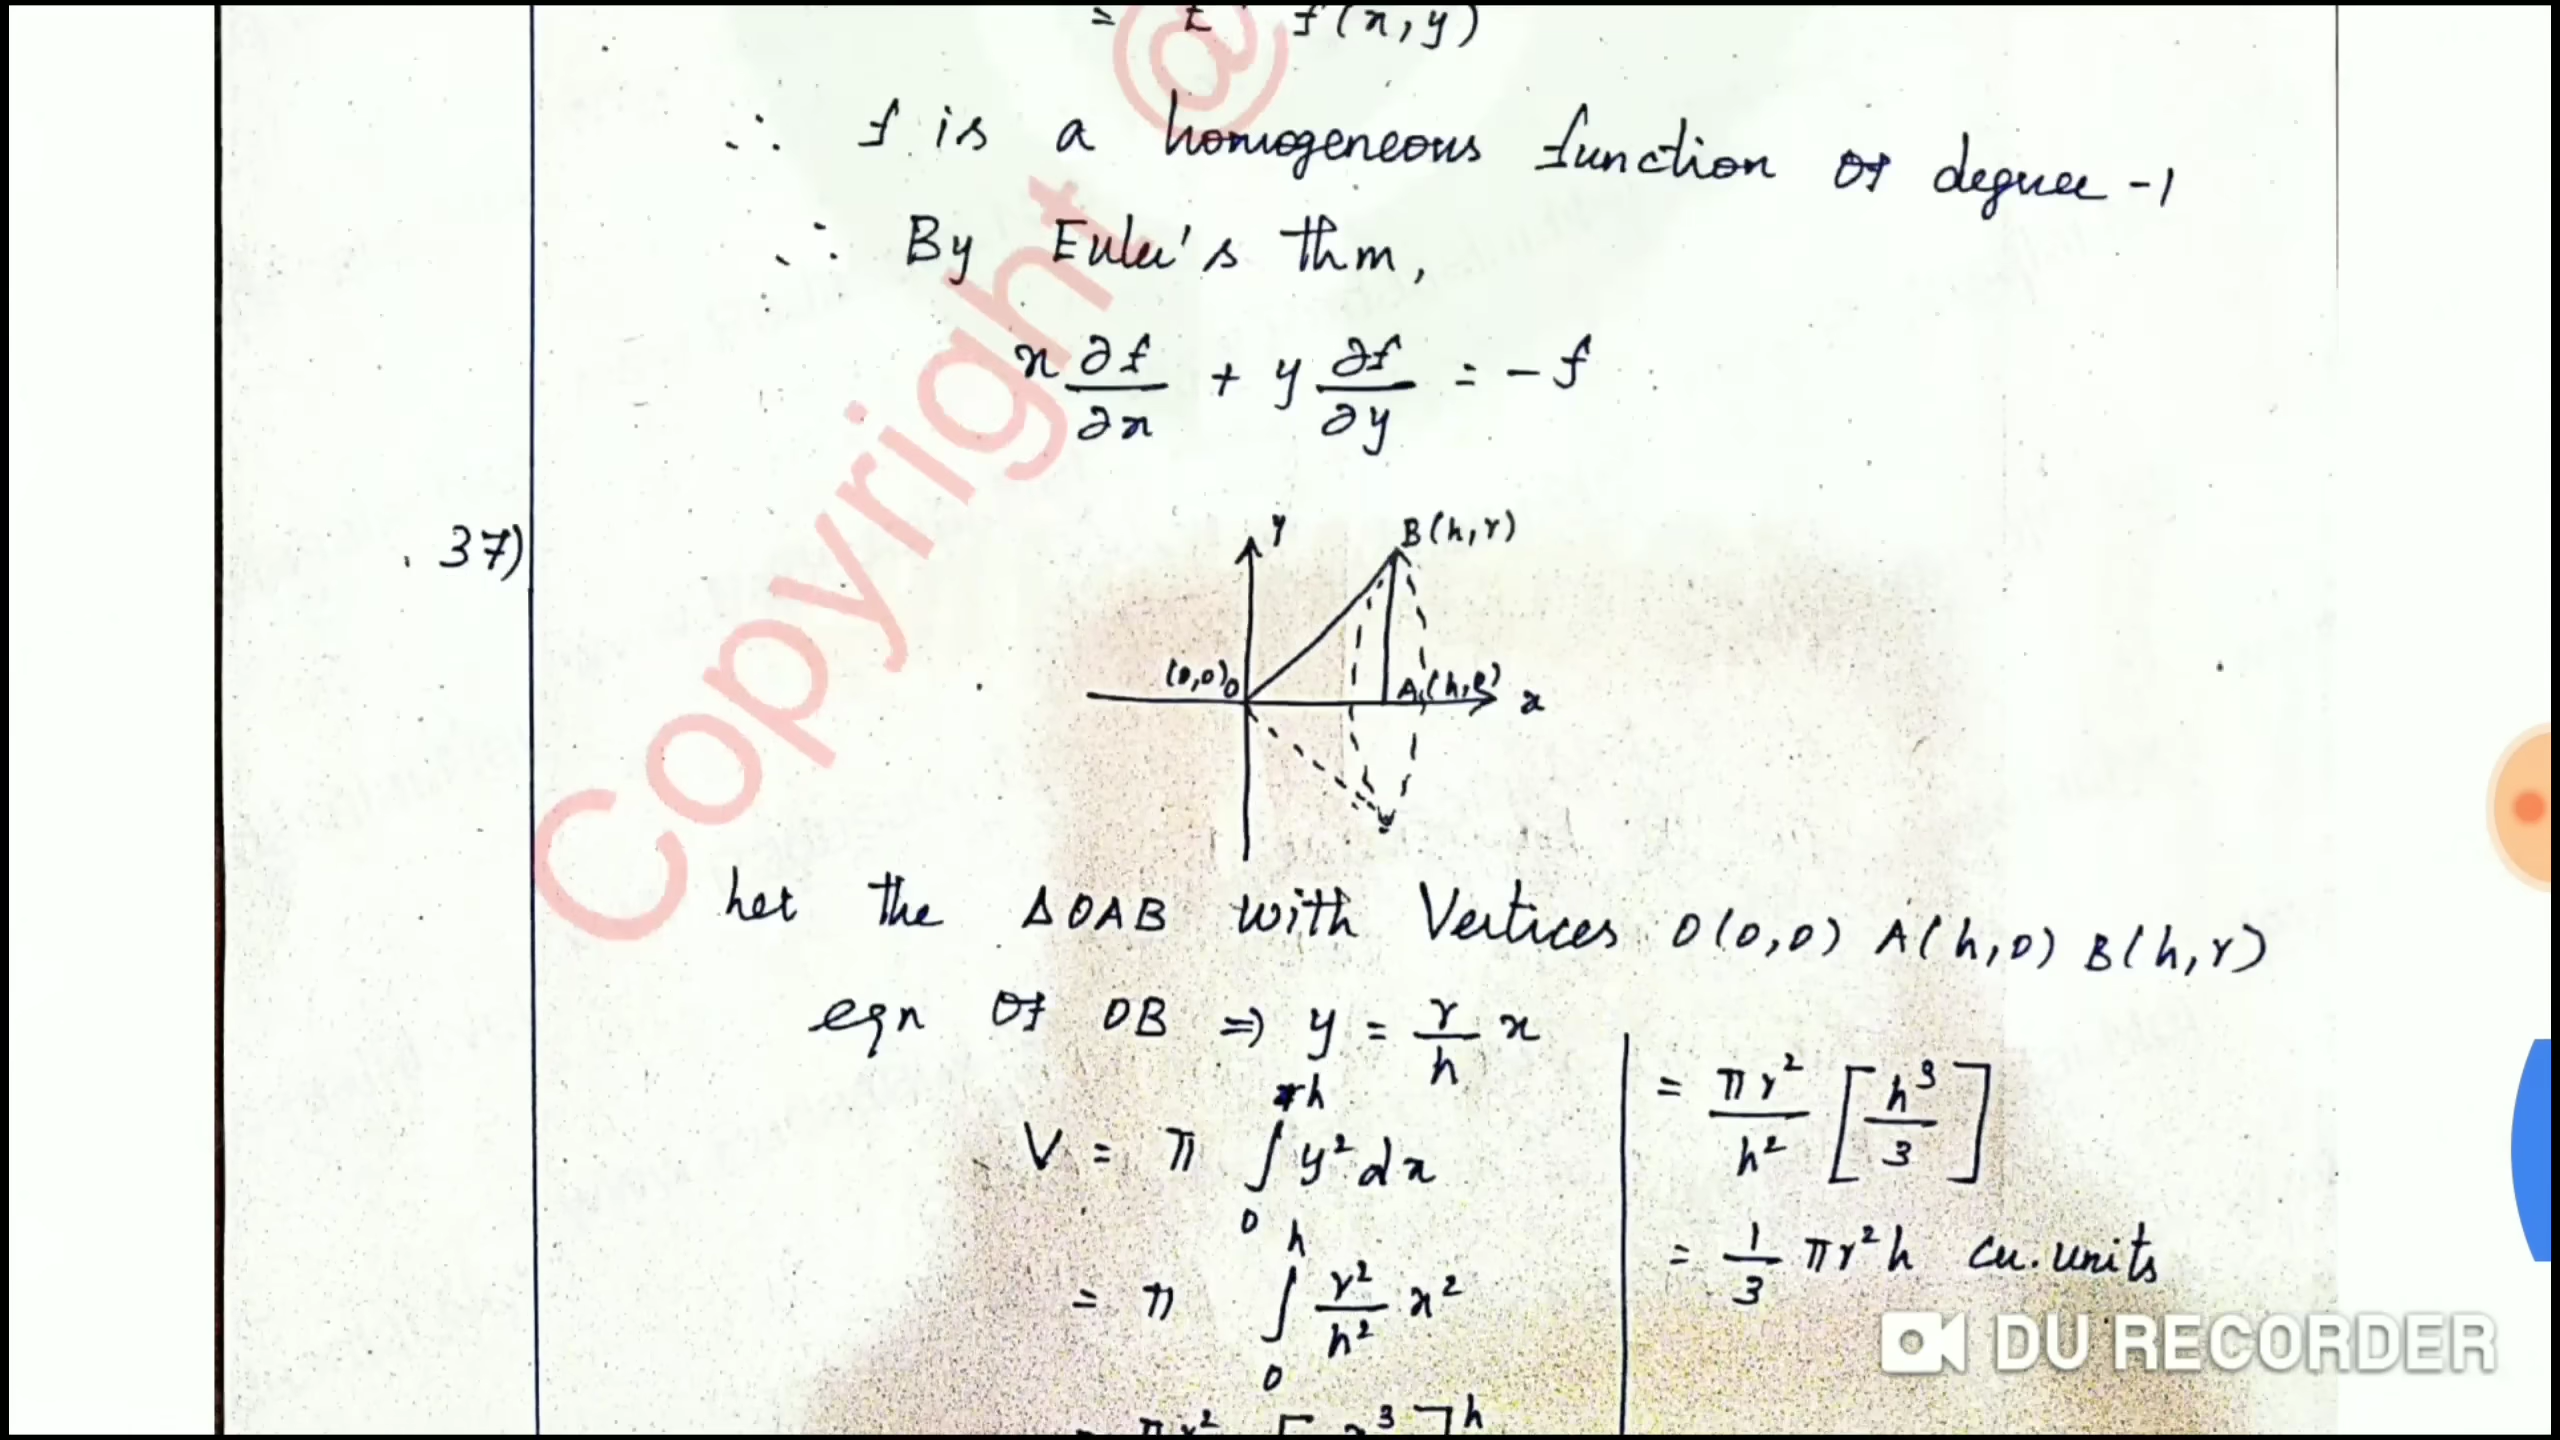 = t f(x,y)
∴ f is a homogeneous function of degree -1
∴ By Euler's thm,
x ∂f/∂x + y ∂f/∂y = -f
37)
y
B(h,r)
(0,0) O
A(h,0)
x
Let the ΔOAB with Vertices O(0,0) A(h,0) B(h,r)
eqn of OB ⇒ y = r/h x
V = π ∫₀ʰ y² dx
= π ∫₀ʰ r²/h² x²
= πr² [x³]ʰ
= πr²/h² [h³/3]
= 1/3 πr²h cu.units
Copyright @
DU RECORDER